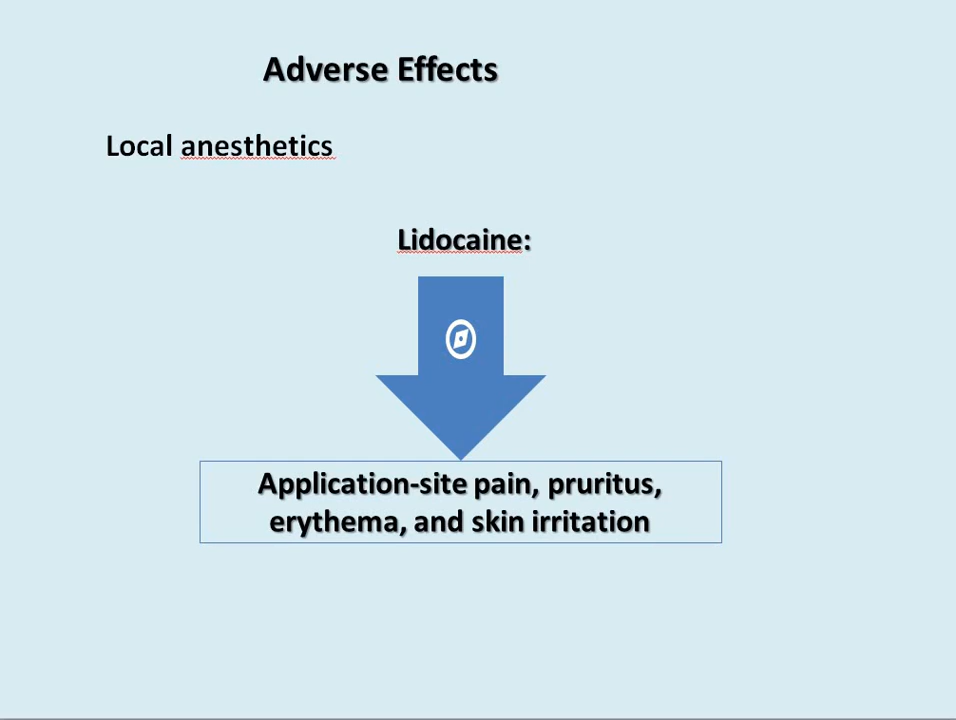 Adverse Effects
Local anesthetics
Lidocaine:
Application-site pain, pruritus,
erythema, and skin irritation